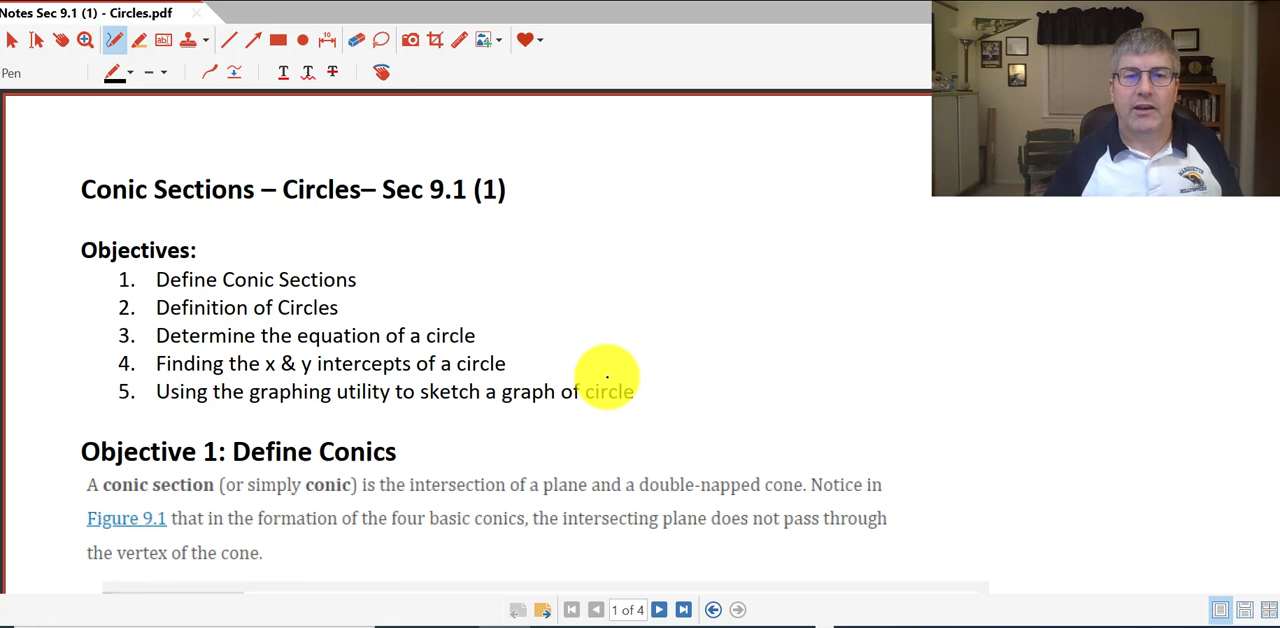 Notes Sec 9.1 (1) - Circles.pdf
Pen
Conic Sections – Circles– Sec 9.1 (1)
Objectives:
1. Define Conic Sections
2. Definition of Circles
3. Determine the equation of a circle
4. Finding the x & y intercepts of a circle
5. Using the graphing utility to sketch a graph of circle
Objective 1: Define Conics
A conic section (or simply conic) is the intersection of a plane and a double-napped cone. Notice in
Figure 9.1 that in the formation of the four basic conics, the intersecting plane does not pass through
the vertex of the cone.
1 of 4
MARQUETTE
HILLTOPPERS